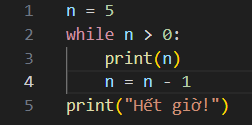 1 n = 5
2 while n > 0:
3     print(n)
4     n = n - 1
5 print("Hết giờ!")